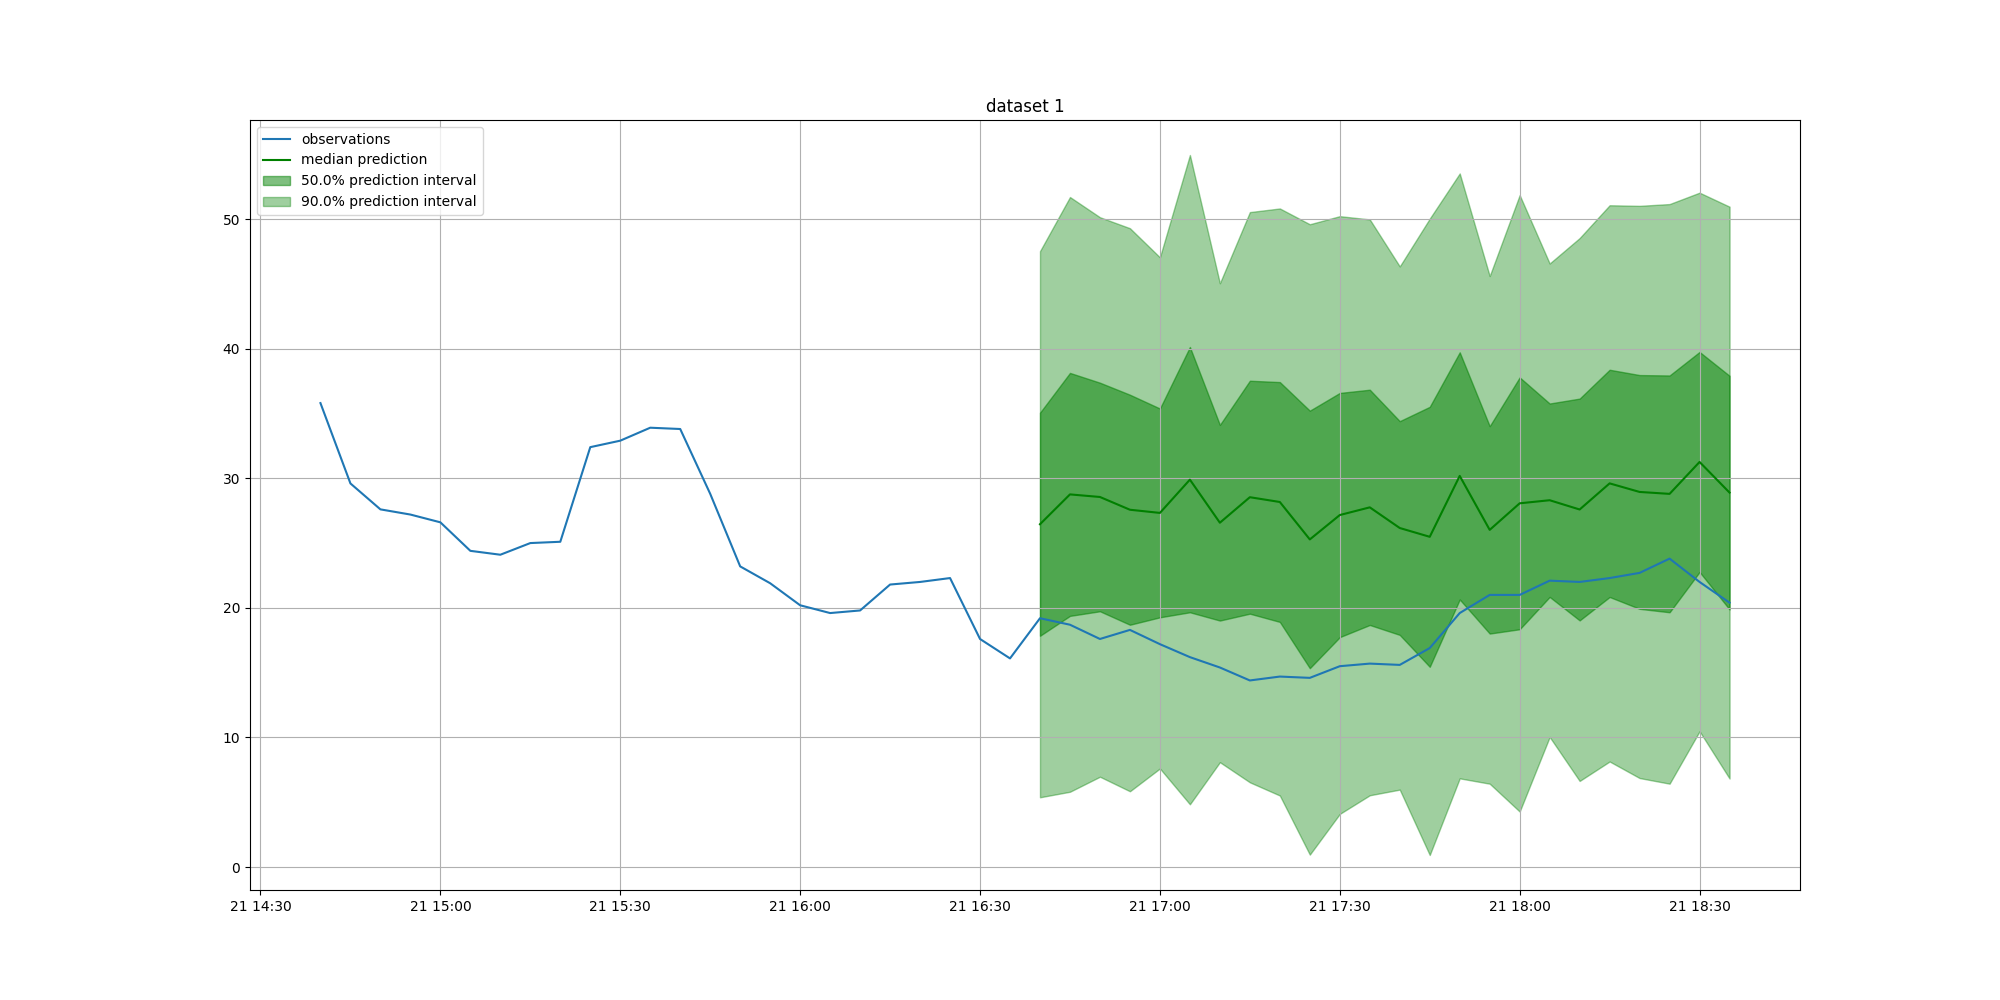 dataset 1
observations
median prediction
50.0% prediction interval
90.0% prediction interval
50
40
30
20
10
0
21 14:30 21 15:00 21 15:30 21 16:00 21 16:30 21 17:00 21 17:30 21 18:00 21 18:30